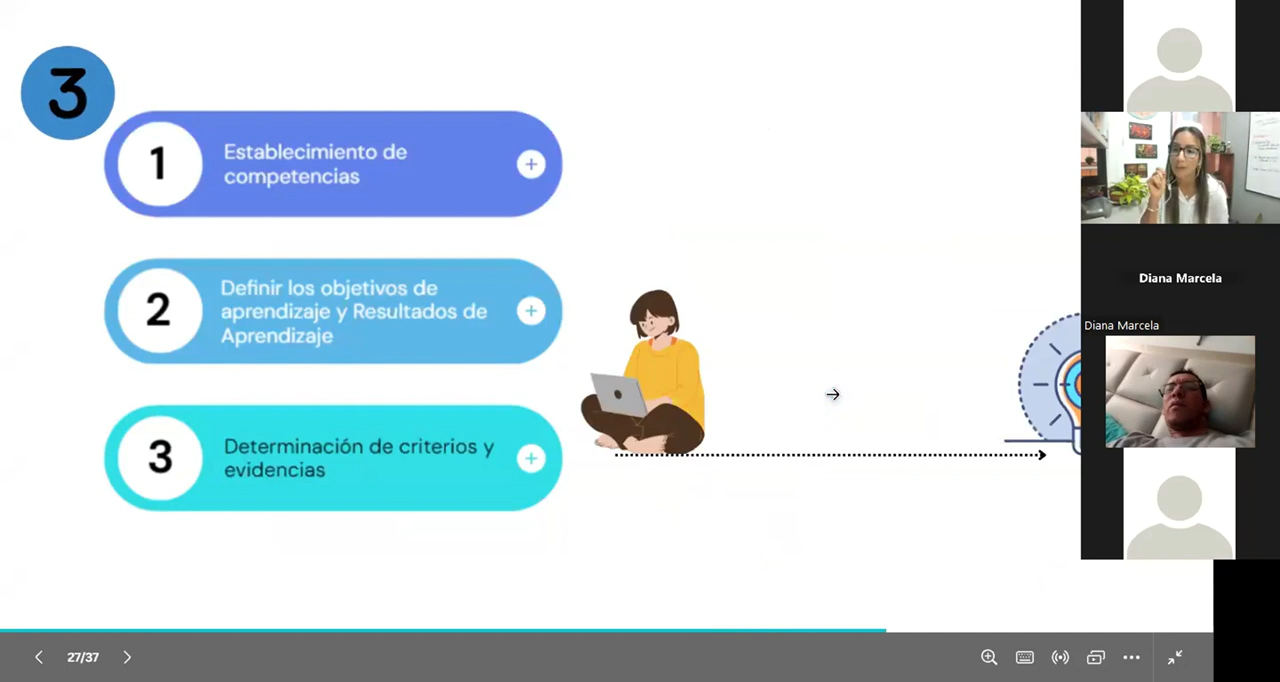 3
1
Establecimiento de
competencias
+
2
Definir los objetivos de
aprendizaje y Resultados de
Aprendizaje
+
3
Determinación de criterios y
evidencias
+
Diana Marcela
Diana Marcela
27/37